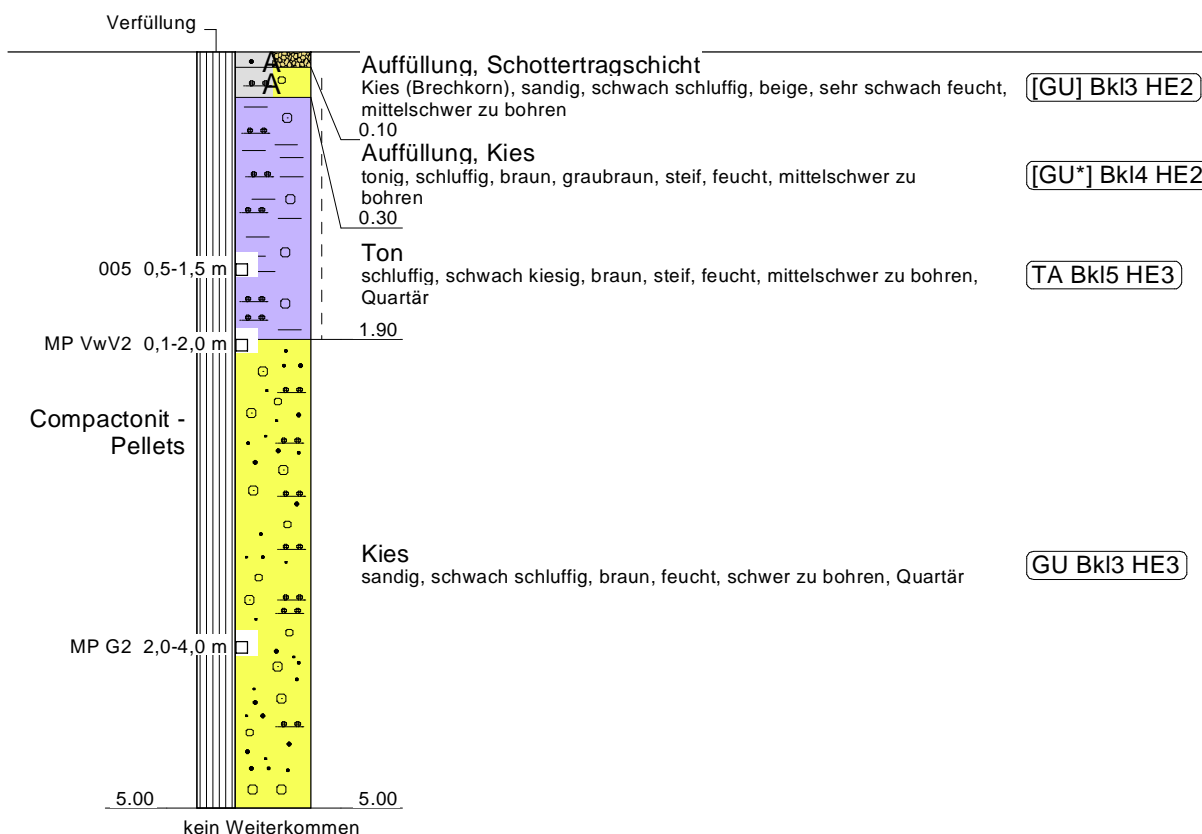 Verfüllung
A
A
Auffüllung, Schottertragschicht
Kies (Brechkorn), sandig, schwach schluffig, beige, sehr schwach feucht,
mittelschwer zu bohren
0.10
[GU] Bkl3 HE2
Auffüllung, Kies
tonig, schluffig, braun, graubraun, steif, feucht, mittelschwer zu
bohren
0.30
[GU*] Bkl4 HE2
005 0,5-1,5 m
Ton
schluffig, schwach kiesig, braun, steif, feucht, mittelschwer zu bohren,
Quartär
1.90
TA Bkl5 HE3
MP VwV2 0,1-2,0 m
Compactonit -
Pellets
Kies
sandig, schwach schluffig, braun, feucht, schwer zu bohren, Quartär
GU Bkl3 HE3
MP G2 2,0-4,0 m
5.00
5.00
kein Weiterkommen